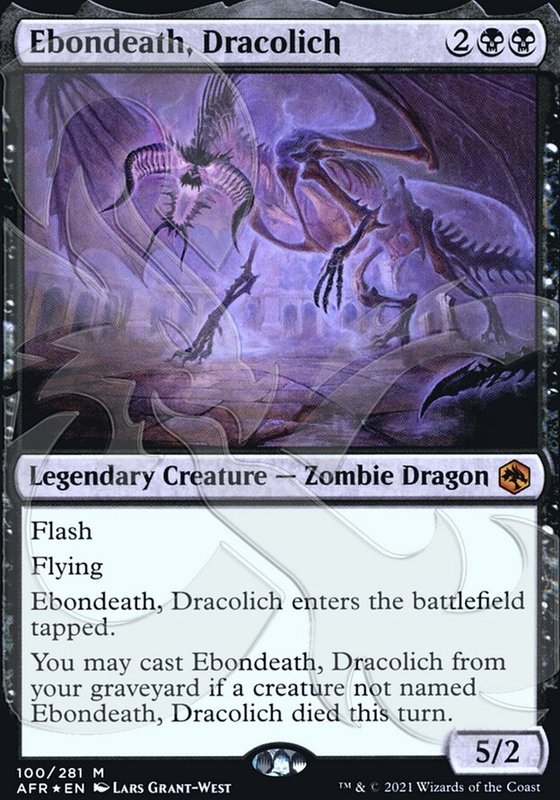 Ebondeath, Dracolich 2
Legendary Creature — Zombie Dragon
Flash
Flying
Ebondeath, Dracolich enters the battlefield
tapped.
You may cast Ebondeath, Dracolich from
your graveyard if a creature not named
Ebondeath, Dracolich died this turn.
5/2
100/281 M
AFR★EN Lars Grant-West
™ & © 2021 Wizards of the Coast